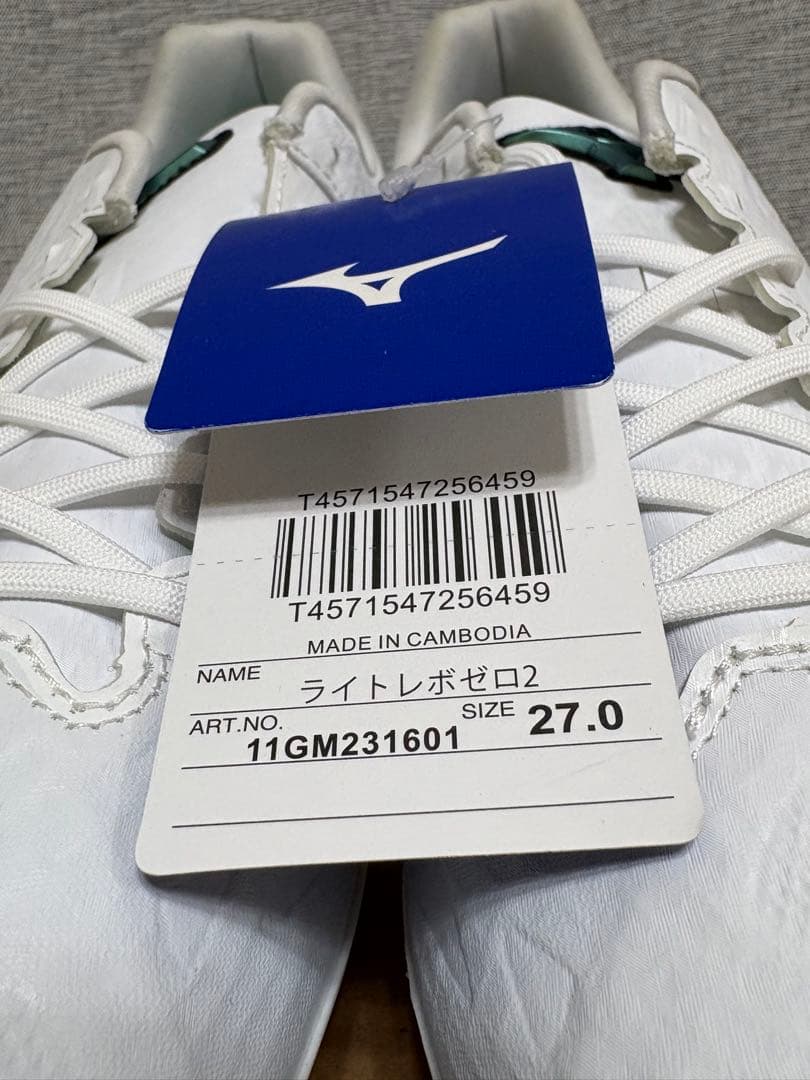 T4571547256459
T4571547256459
MADE IN CAMBODIA
NAME ライトレボゼロ2
ART.NO. 11GM231601 SIZE 27.0